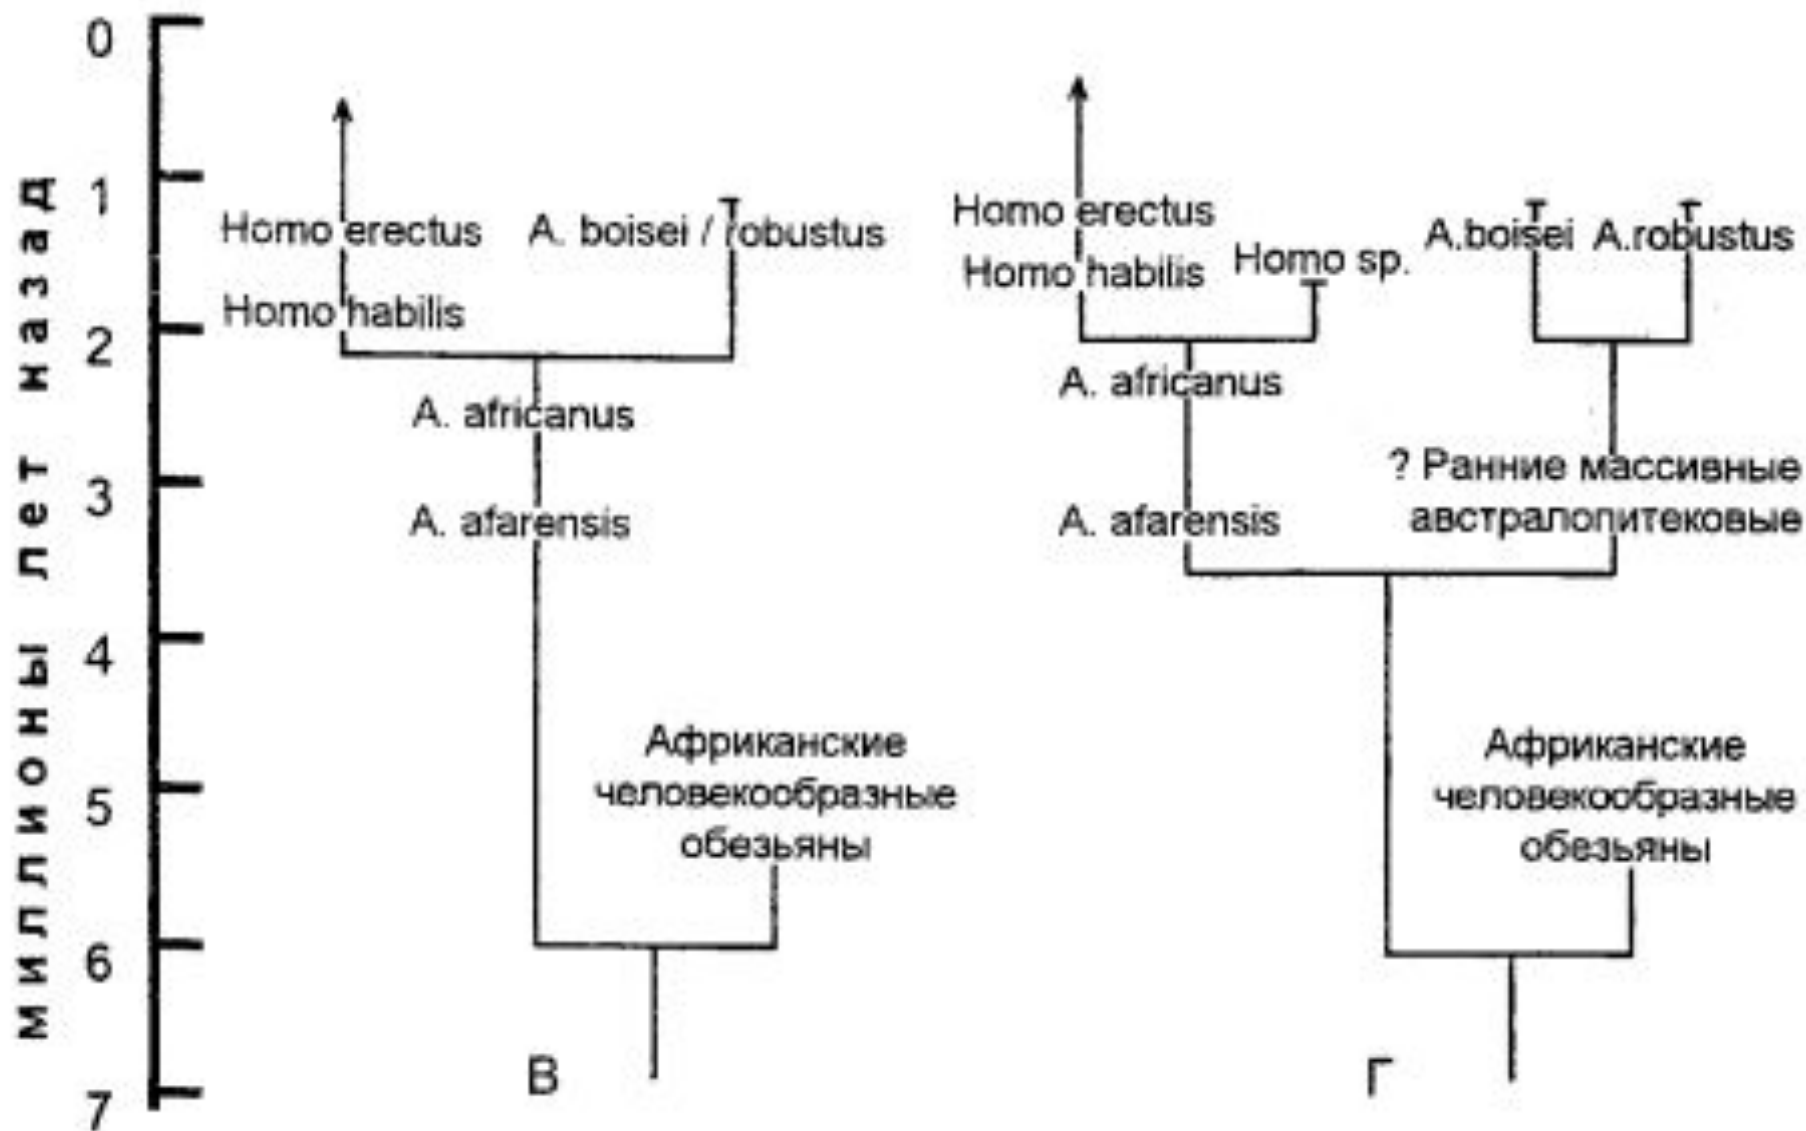 миллионы лет назад
0
1
2
3
4
5
6
7
Homo erectus
A. boisei / robustus
Homo habilis
A. africanus
A. afarensis
Африканские
человекообразные
обезьяны
В
Homo erectus
Homo habilis
Homo sp.
A.boisei
A.robustus
A. africanus
? Ранние массивные
австралопитековые
A. afarensis
Африканские
человекообразные
обезьяны
Г